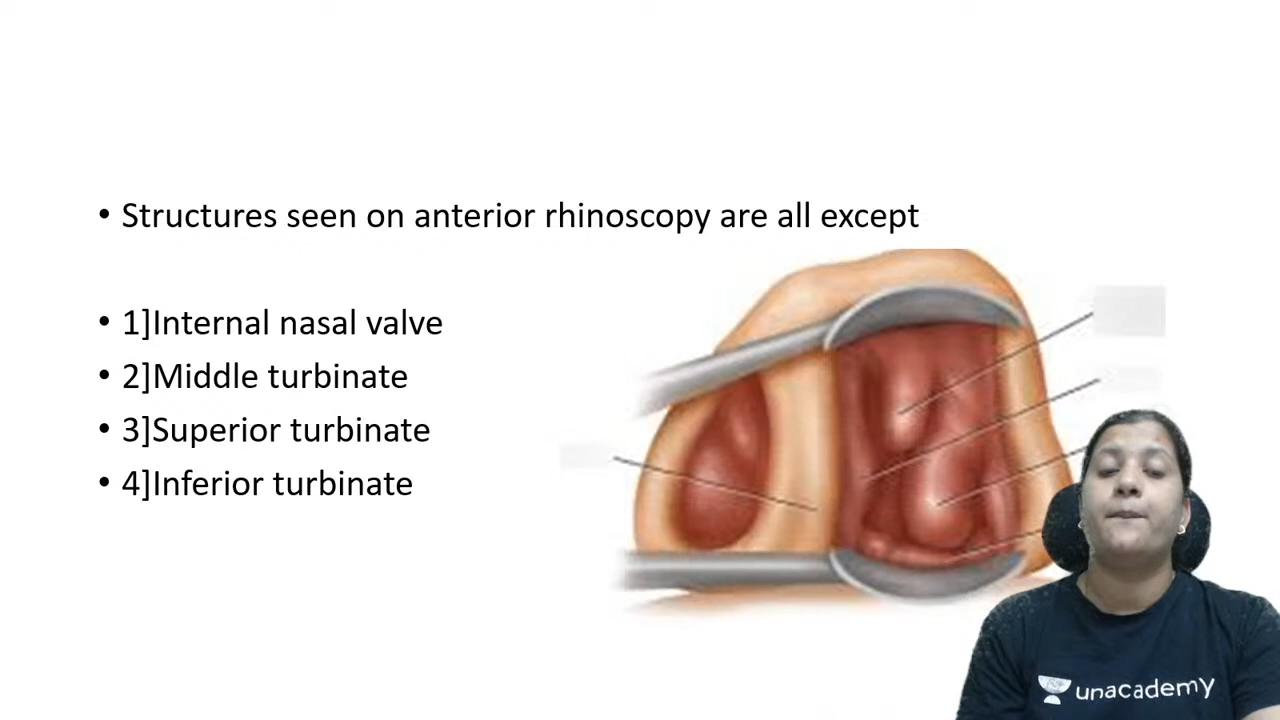 • Structures seen on anterior rhinoscopy are all except
• 1]Internal nasal valve
• 2]Middle turbinate
• 3]Superior turbinate
• 4]Inferior turbinate
unacademy